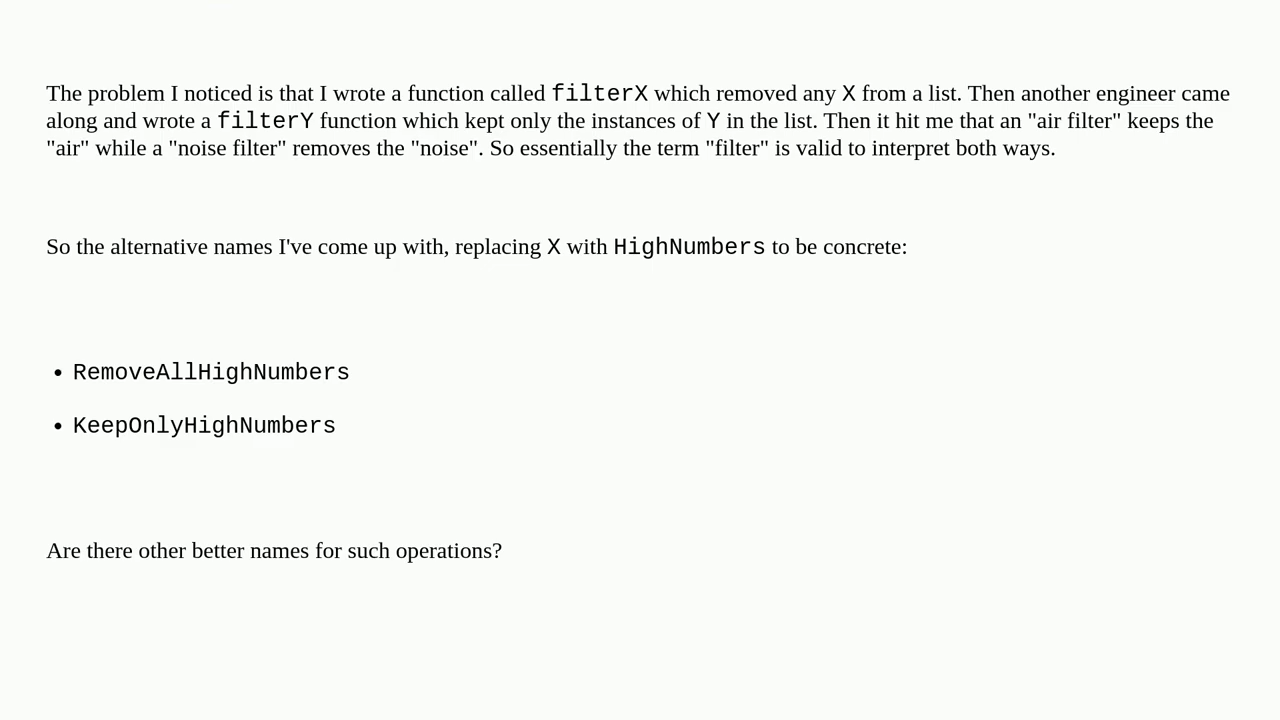 The problem I noticed is that I wrote a function called filterX which removed any X from a list. Then another engineer came
along and wrote a filterY function which kept only the instances of Y in the list. Then it hit me that an "air filter" keeps the
"air" while a "noise filter" removes the "noise". So essentially the term "filter" is valid to interpret both ways.
So the alternative names I've come up with, replacing X with HighNumbers to be concrete:
• RemoveAllHighNumbers
• KeepOnlyHighNumbers
Are there other better names for such operations?